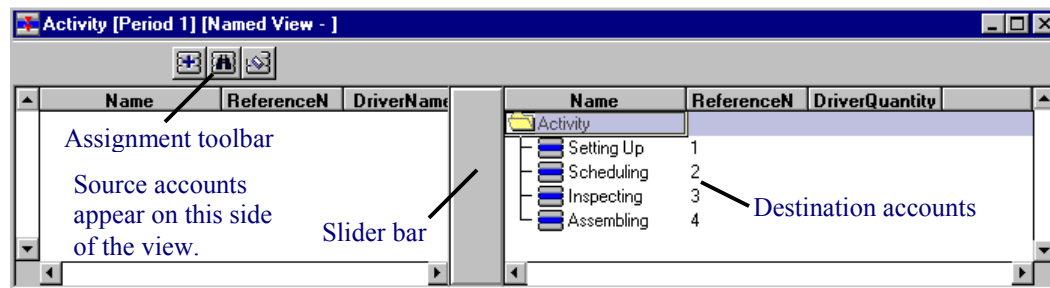 Activity [Period 1] [Named View - ]
Name ReferenceN DriverName
Name ReferenceN DriverQuantity
Activity
Setting Up 1
Scheduling 2
Inspecting 3
Assembling 4
Assignment toolbar
Source accounts
appear on this side
of the view.
Slider bar
Destination accounts